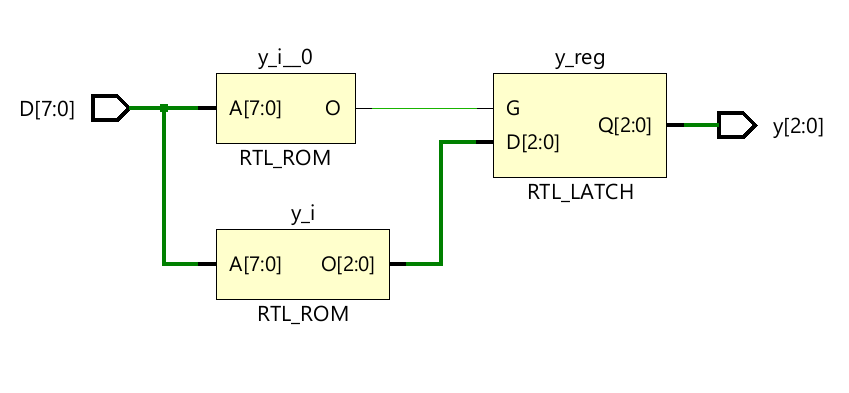 y_i__0
D[7:0]
A[7:0]
O
RTL_ROM
y_i
A[7:0]
O[2:0]
RTL_ROM
y_reg
G
D[2:0]
Q[2:0]
RTL_LATCH
y[2:0]